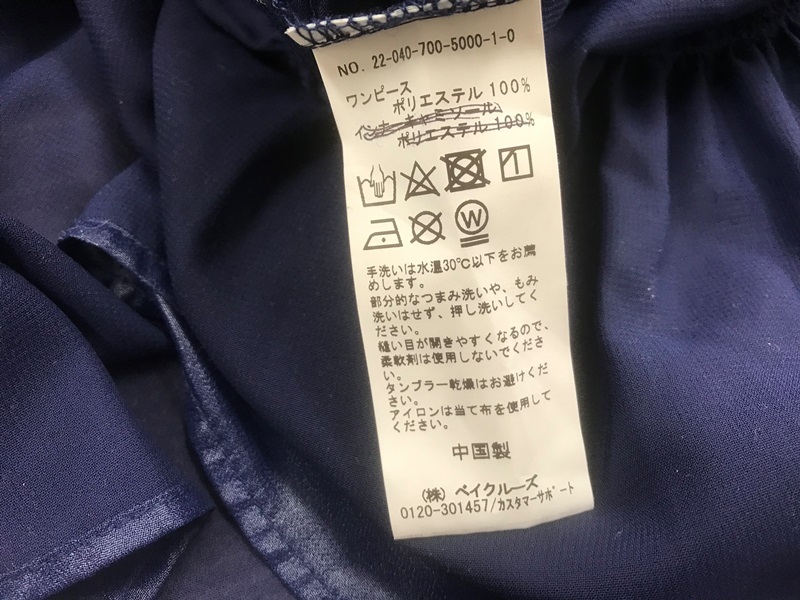 NO. 22-040-700-5000-1-0
ワンピース
ポリエステル 100%
インナーキャミソール
ポリエステル 100%
1
W
手洗いは水温30℃以下をお薦
めします。
部分的なつまみ洗いや、もみ
洗いはせず、押し洗いしてく
ださい。
縫い目が開きやすくなるので、
柔軟剤は使用しないでくださ
い。
タンブラー乾燥はお避けくだ
さい。
アイロンは当て布を使用して
ください。
中国製
(株) ベイクルーズ
0120-301457/カスタマーサポート